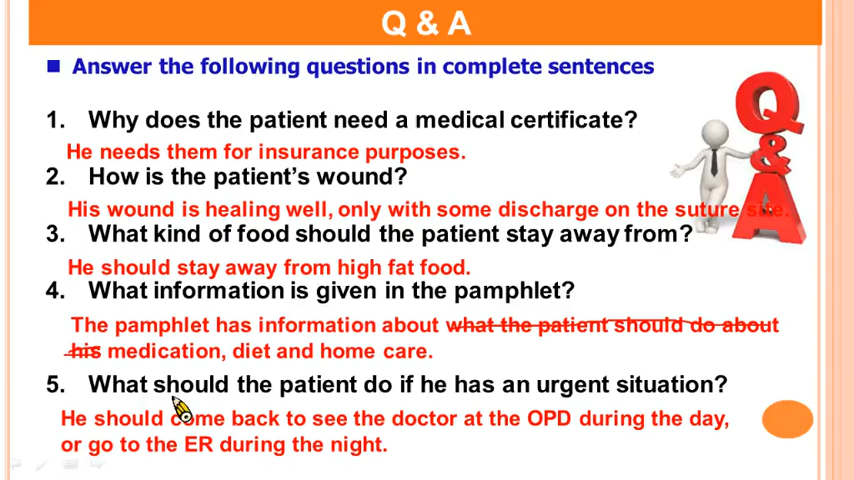 Q & A
Answer the following questions in complete sentences
1. Why does the patient need a medical certificate?
He needs them for insurance purposes.
2. How is the patient's wound?
His wound is healing well, only with some discharge on the suture site.
3. What kind of food should the patient stay away from?
He should stay away from high fat food.
4. What information is given in the pamphlet?
The pamphlet has information about what the patient should do about
his medication, diet and home care.
5. What should the patient do if he has an urgent situation?
He should come back to see the doctor at the OPD during the day,
or go to the ER during the night.
Q
&
A